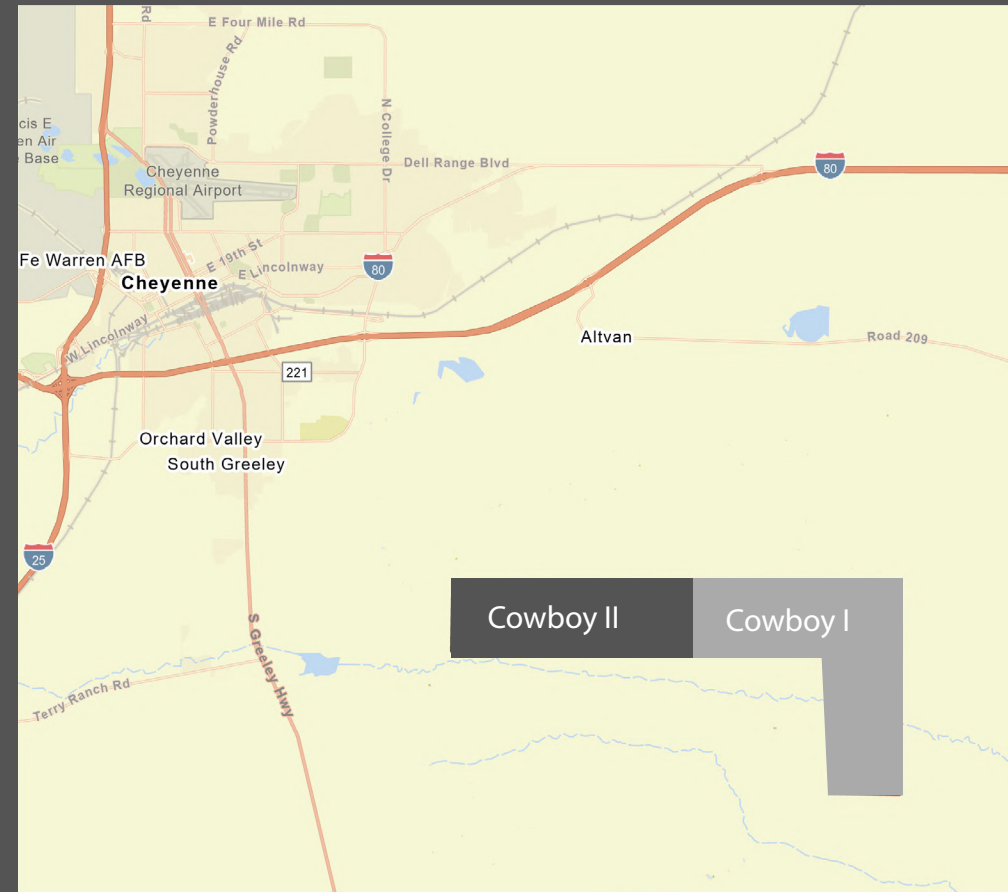 Rd
E Four Mile Rd
Powderhouse Rd
N College Dr
cis E
en Air
Base
Cheyenne
Regional Airport
Dell Range Blvd
80
Fe Warren AFB
E 19th St
E Lincolnway
80
Cheyenne
W Lincolnway
Altvan
Road 209
221
Orchard Valley
South Greeley
25
Cowboy II
Cowboy I
S Greeley Hwy
Terry Ranch Rd